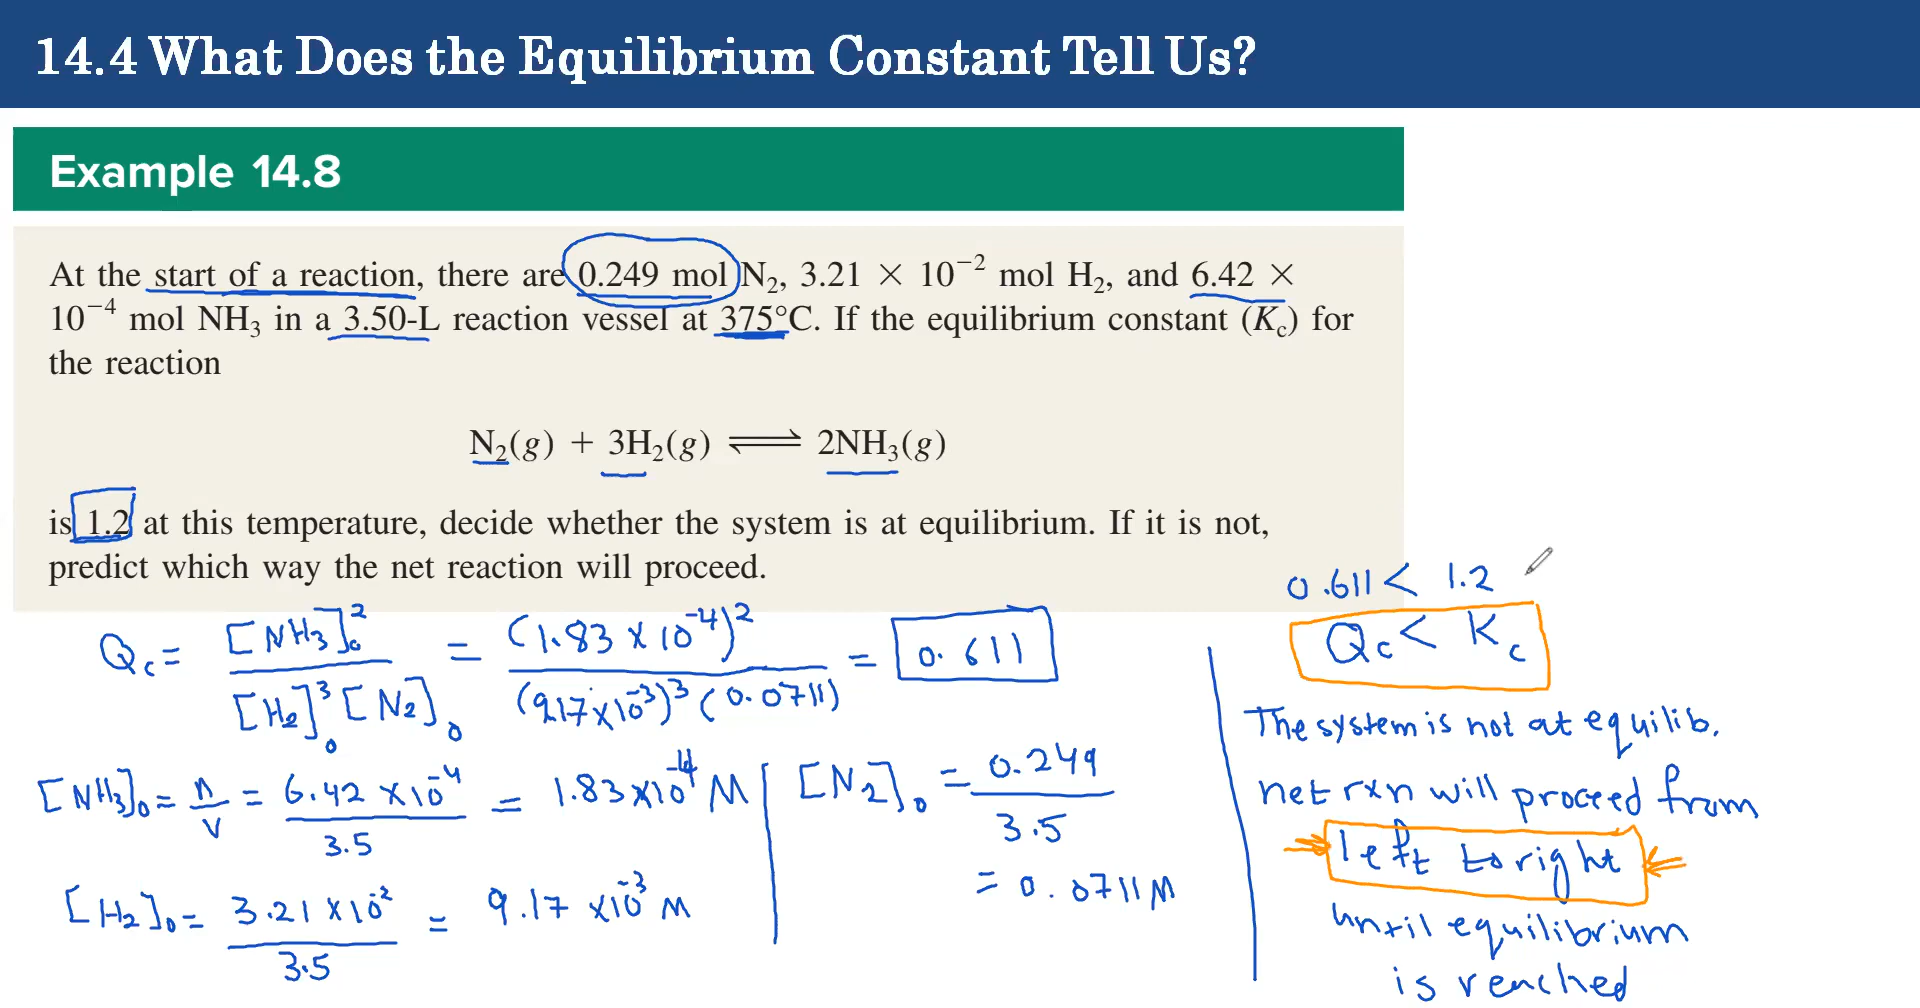 14.4 What Does the Equilibrium Constant Tell Us?
Example 14.8
At the start of a reaction, there are 0.249 mol N₂, 3.21 × 10⁻² mol H₂, and 6.42 ×
10⁻⁴ mol NH₃ in a 3.50-L reaction vessel at 375°C. If the equilibrium constant (K꜀) for
the reaction
N₂(g) + 3H₂(g) ⇌ 2NH₃(g)
is 1.2 at this temperature, decide whether the system is at equilibrium. If it is not,
predict which way the net reaction will proceed.
Qc = [NH₃]₀² / [H₂]₀³ [N₂]₀ = (1.83 × 10⁻⁴)² / (9.17 × 10⁻³)³ (0.0711) = 0.611
[NH₃]₀ = n / V = 6.42 × 10⁻⁴ / 3.5 = 1.83 × 10⁻⁴ M
[H₂]₀ = 3.21 × 10⁻² / 3.5 = 9.17 × 10⁻³ M
[N₂]₀ = 0.249 / 3.5
= 0.0711 M
0.611 < 1.2
Qc < Kc
The system is not at equilib.
net rxn will proceed from
left to right
until equilibrium
is reached